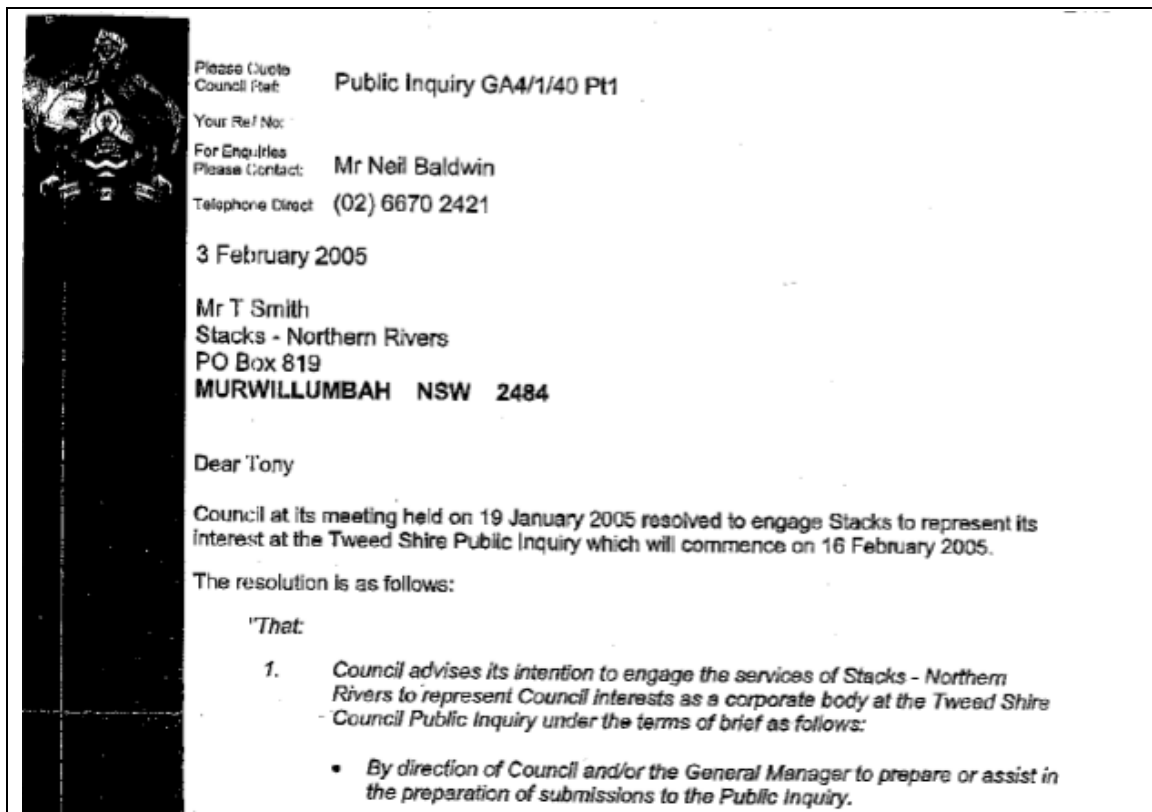 Please Quote
Council Ref: Public Inquiry GA4/1/40 Pt1
Your Ref No:
For Enquiries
Please Contact: Mr Neil Baldwin
Telephone Direct (02) 6670 2421
3 February 2005
Mr T Smith
Stacks - Northern Rivers
PO Box 819
MURWILLUMBAH NSW 2484
Dear Tony
Council at its meeting held on 19 January 2005 resolved to engage Stacks to represent its
interest at the Tweed Shire Public Inquiry which will commence on 16 February 2005.
The resolution is as follows:
"That:
1. Council advises its intention to engage the services of Stacks - Northern
Rivers to represent Council interests as a corporate body at the Tweed Shire
Council Public Inquiry under the terms of brief as follows:
• By direction of Council and/or the General Manager to prepare or assist in
the preparation of submissions to the Public Inquiry.